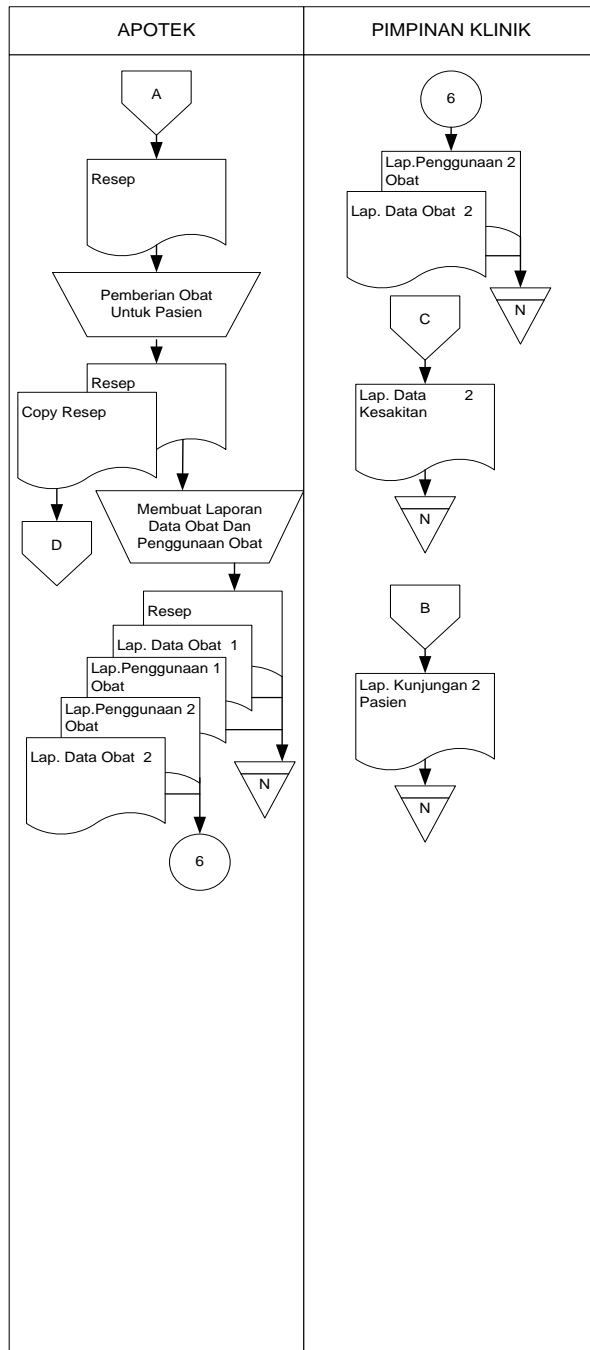 APOTEK
A
Resep
Pemberian Obat
Untuk Pasien
Resep
Copy Resep
D
Membuat Laporan
Data Obat Dan
Penggunaan Obat
Resep
Lap. Data Obat 1
Lap.Penggunaan 1
Obat
Lap.Penggunaan 2
Obat
Lap. Data Obat 2
N
6
PIMPINAN KLINIK
6
Lap.Penggunaan 2
Obat
Lap. Data Obat 2
N
C
Lap. Data 2
Kesakitan
N
B
Lap. Kunjungan 2
Pasien
N